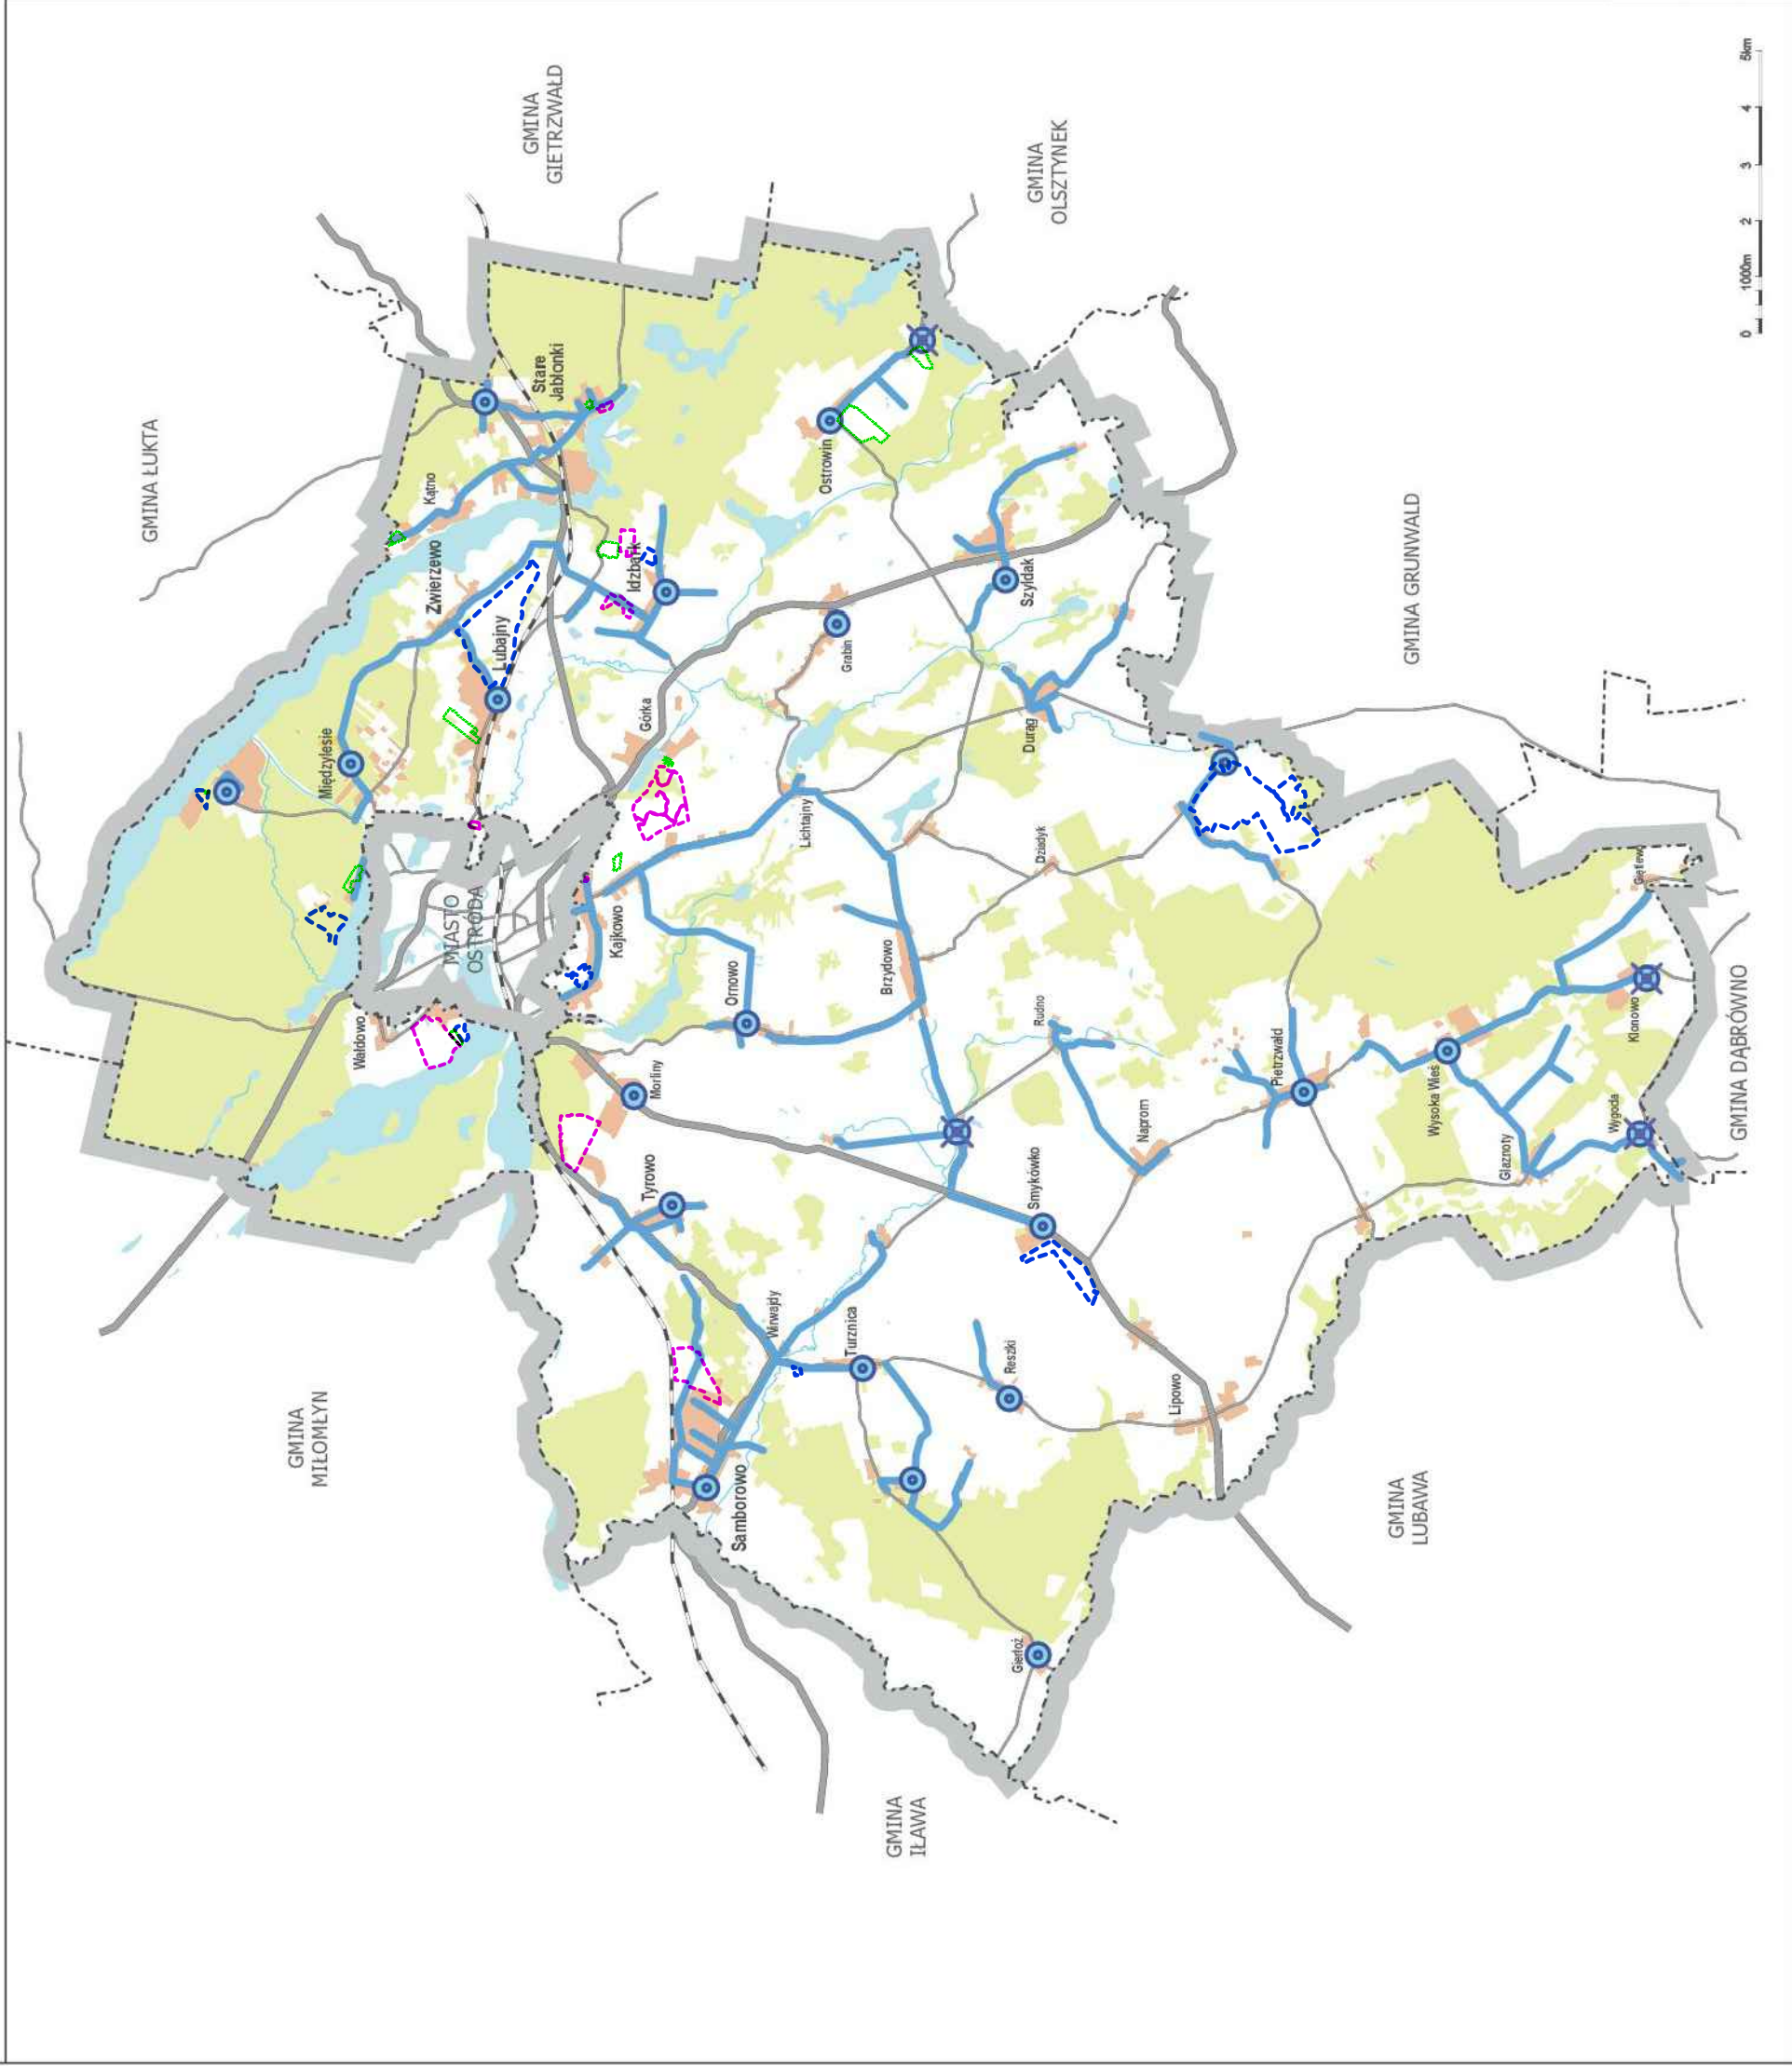 GMINA ŁUKTA
GMINA
GIETRZWAŁD
GMINA
OLSZTYNEK
GMINA GRUNWALD
GMINA DĄBRÓWNO
GMINA
LUBAWA
GMINA
IŁAWA
GMINA
MIŁOMŁYN
MIASTO
OSTRÓDA
Stare
Jabłonki
Kątno
Zwierzewo
Idzbark
Lubajny
Międzylesie
Górka
Grabin
Ostrowin
Szyldak
Durąg
Lichtajny
Dziadyk
Kajkowo
Ornowo
Brzydowo
Rudno
Wałdowo
Morliny
Tyrowo
Smykówko
Naprom
Pietrzwałd
Wysoka Wieś
Klonowo
Giętlewo
Wygoda
Glaznoty
Wirwajdy
Turznica
Reszki
Lipowo
Samborowo
Gierłoż
0 1000m 2 3 4 5km